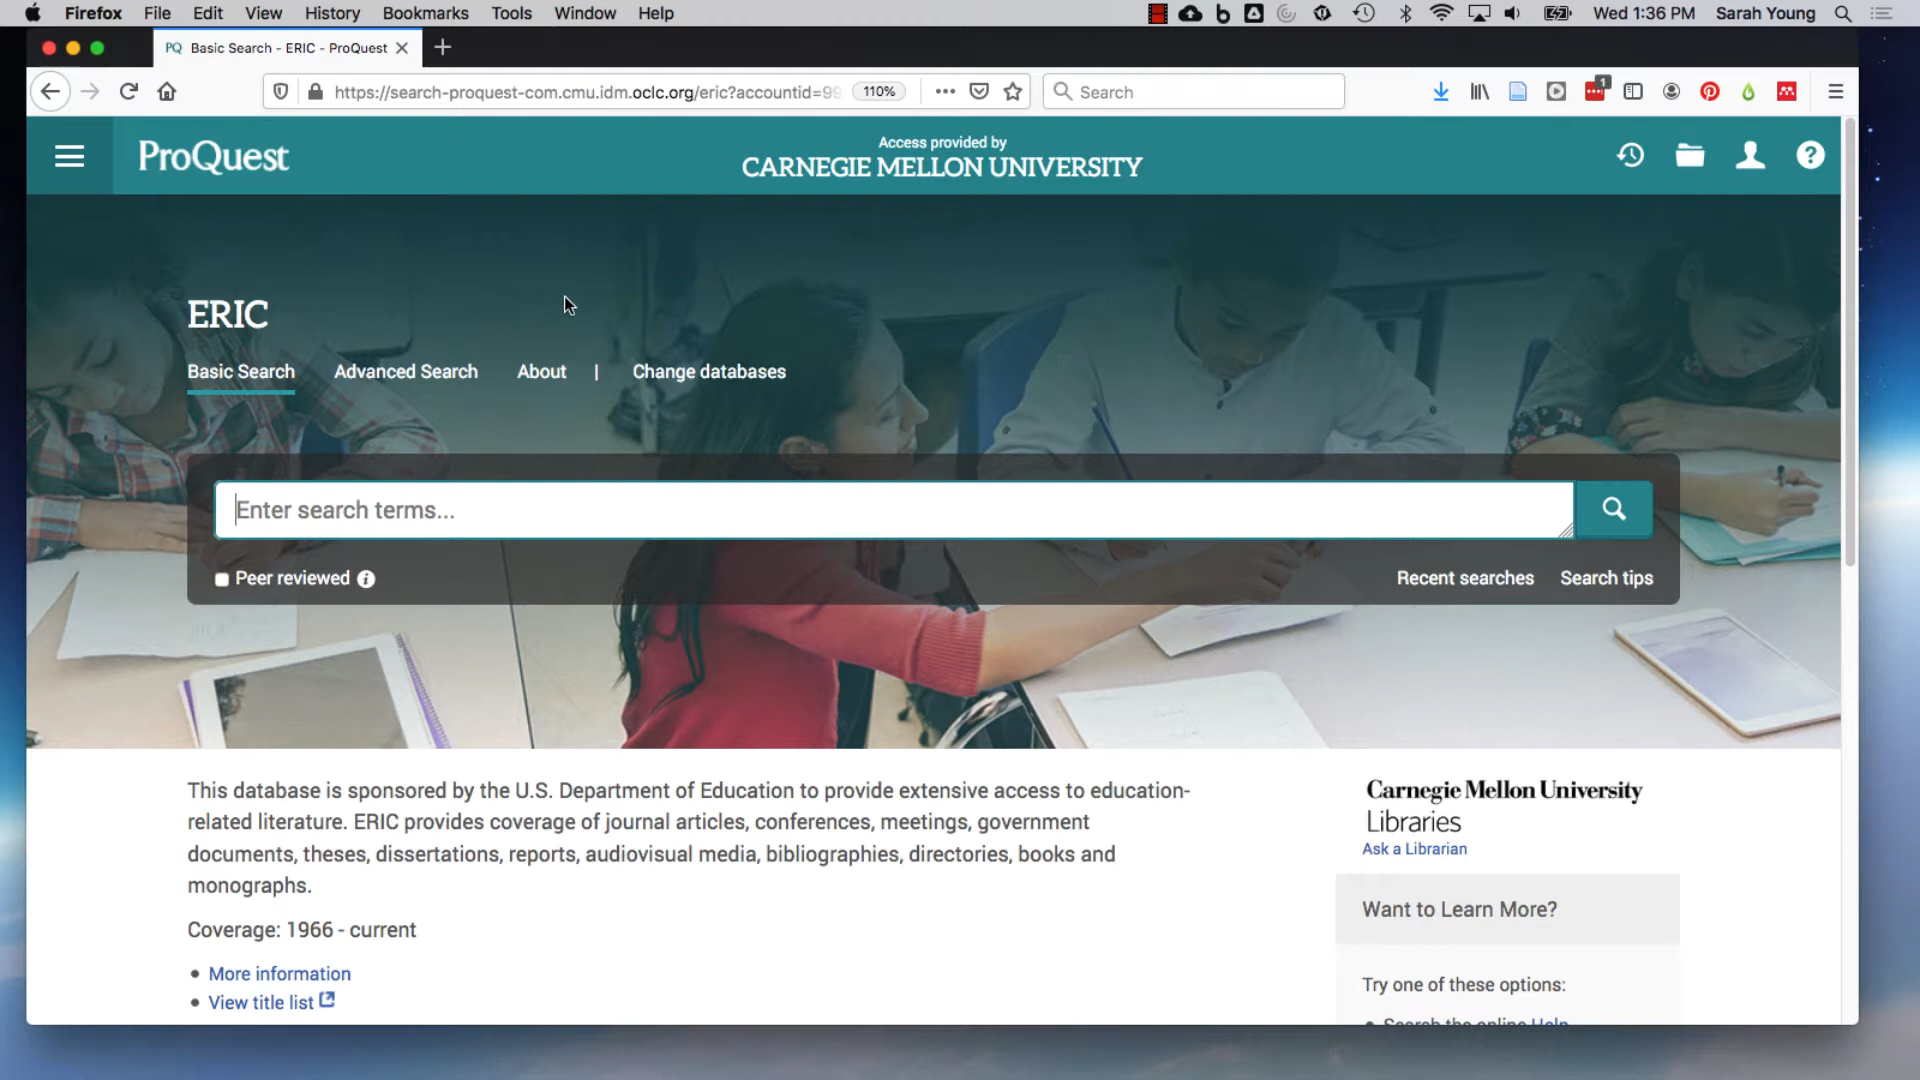 Firefox File Edit View History Bookmarks Tools Window Help
Wed 1:36 PM Sarah Young
PQ Basic Search - ERIC - ProQuest
https://search-proquest-com.cmu.idm.oclc.org/eric?accountid=99
110%
Search
1
ProQuest
Access provided by
CARNEGIE MELLON UNIVERSITY
ERIC
Basic Search Advanced Search About | Change databases
Enter search terms...
Peer reviewed
Recent searches Search tips
This database is sponsored by the U.S. Department of Education to provide extensive access to education-
related literature. ERIC provides coverage of journal articles, conferences, meetings, government
documents, theses, dissertations, reports, audiovisual media, bibliographies, directories, books and
monographs.
Coverage: 1966 - current
• More information
• View title list
Carnegie Mellon University
Libraries
Ask a Librarian
Want to Learn More?
Try one of these options:
• Search the online Help